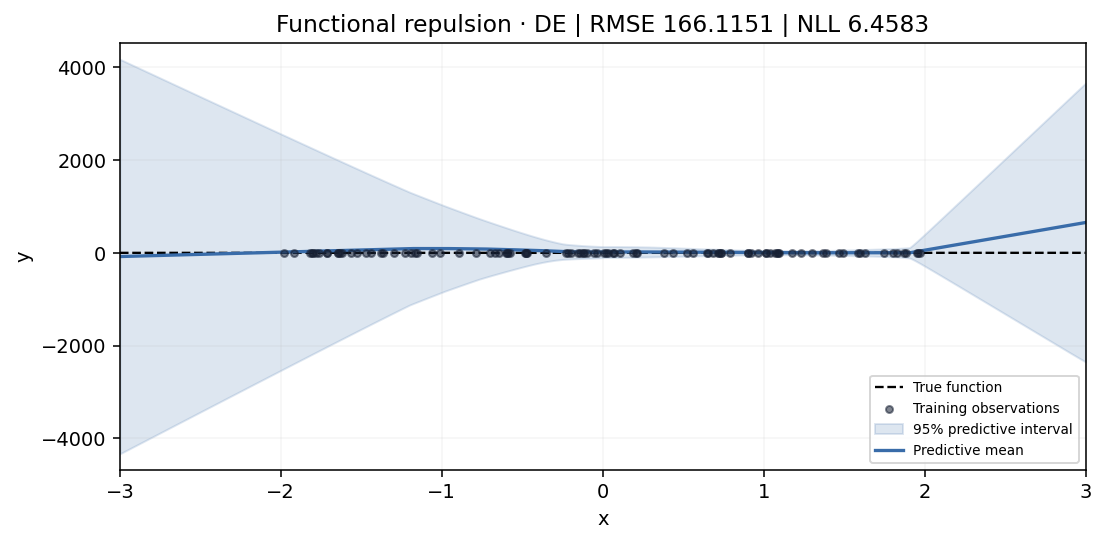 Functional repulsion · DE | RMSE 166.1151 | NLL 6.4583
y
4000
2000
0
−2000
−4000
True function
Training observations
95% predictive interval
Predictive mean
−3
−2
−1
0
1
2
3
x